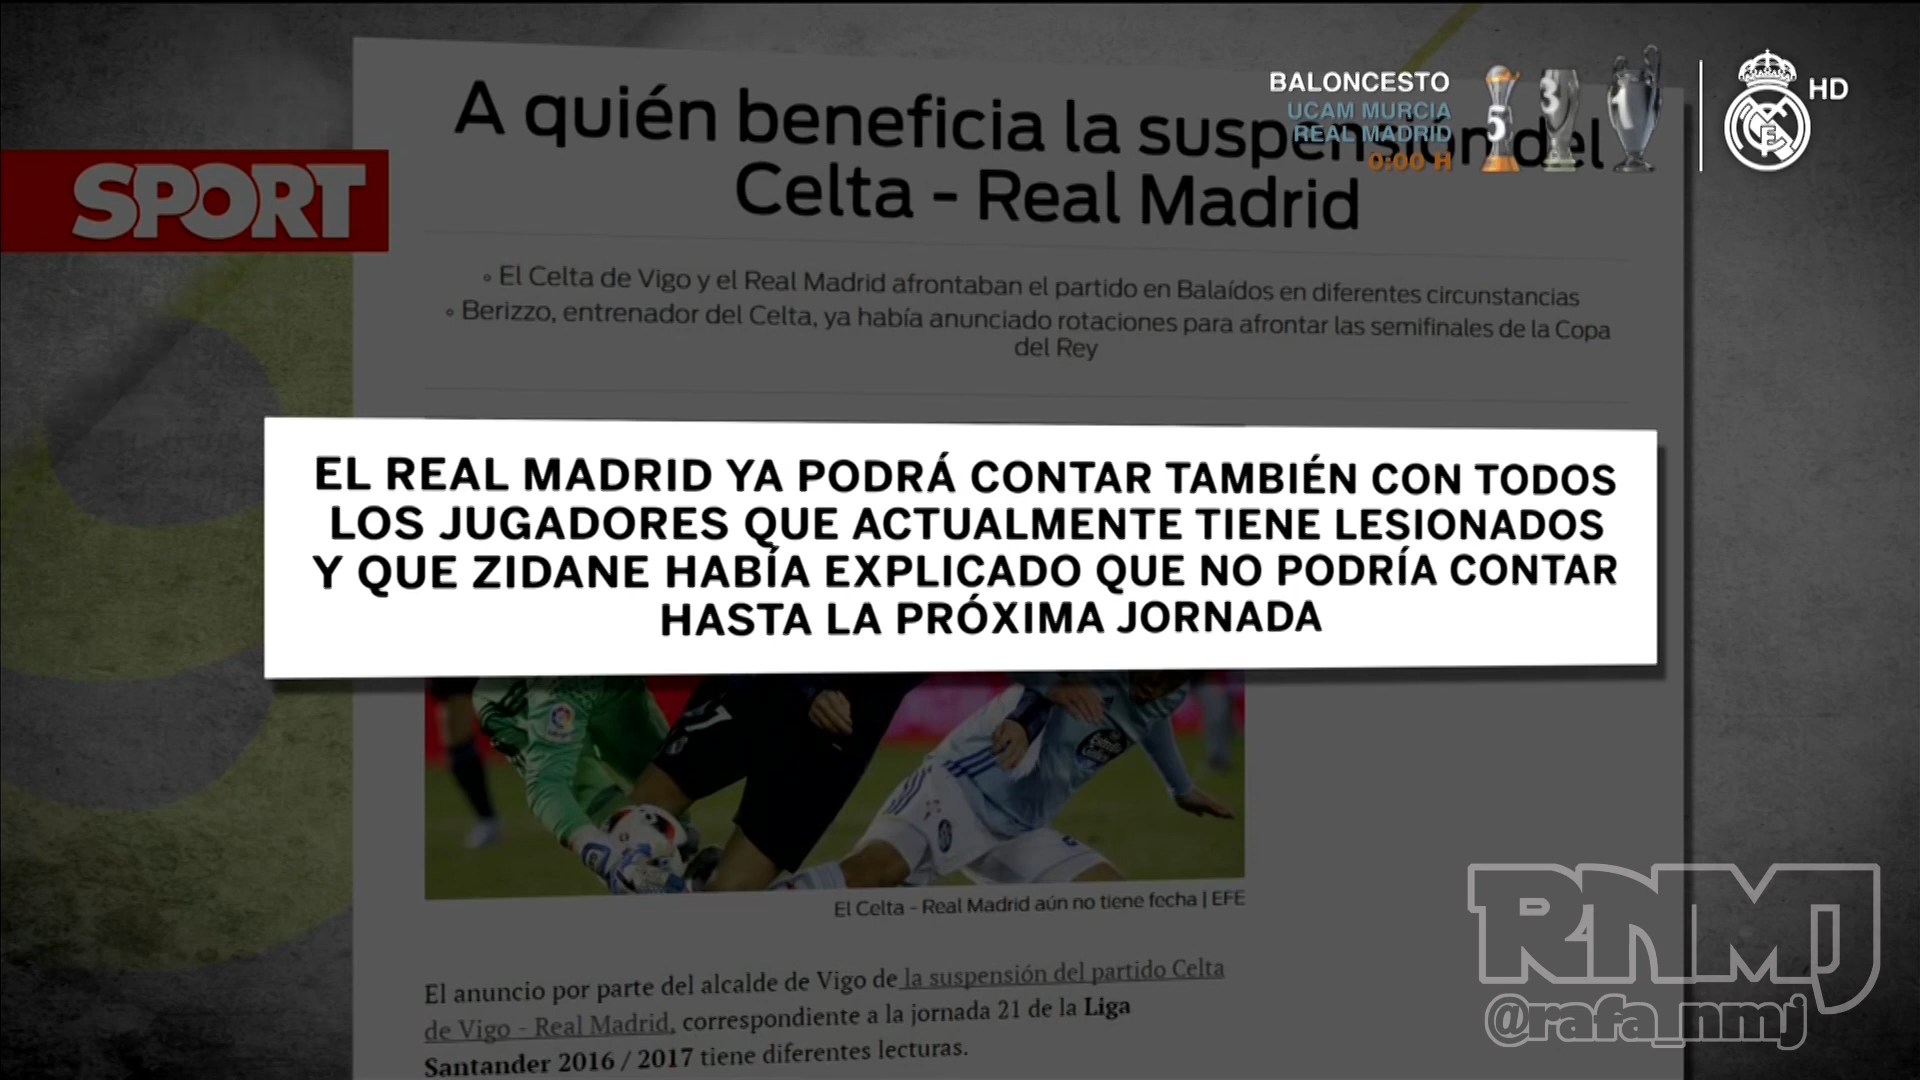 A quién beneficia la suspensión del
Celta - Real Madrid
BALONCESTO
UCAM MURCIA
REAL MADRID
0:00 H
5
3
1
HD
SPORT
◦ El Celta de Vigo y el Real Madrid afrontaban el partido en Balaídos en diferentes circunstancias
◦ Berizzo, entrenador del Celta, ya había anunciado rotaciones para afrontar las semifinales de la Copa
del Rey
EL REAL MADRID YA PODRÁ CONTAR TAMBIÉN CON TODOS
LOS JUGADORES QUE ACTUALMENTE TIENE LESIONADOS
Y QUE ZIDANE HABÍA EXPLICADO QUE NO PODRÍA CONTAR
HASTA LA PRÓXIMA JORNADA
7
El Celta - Real Madrid aún no tiene fecha | EFE
El anuncio por parte del alcalde de Vigo de la suspensión del partido Celta
de Vigo - Real Madrid, correspondiente a la jornada 21 de la Liga
Santander 2016 / 2017 tiene diferentes lecturas.
RNMJ
@rafa_nmj